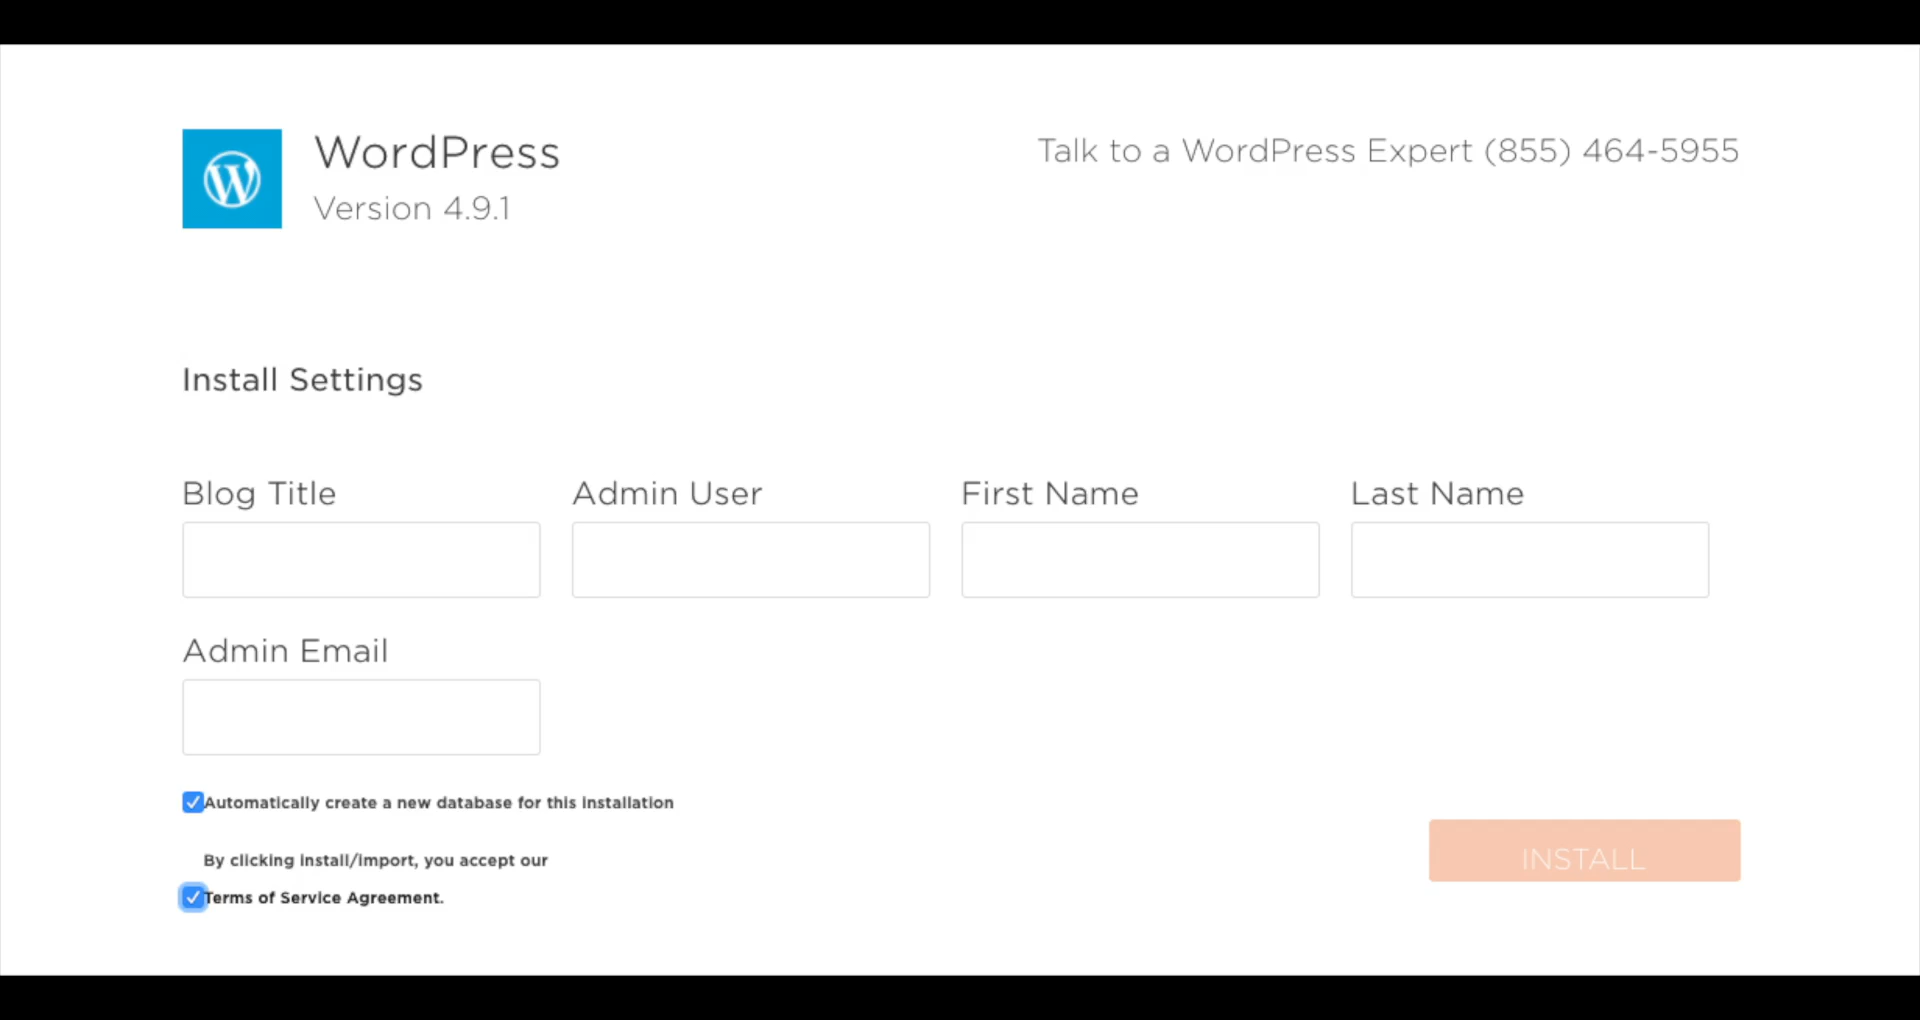 WordPress
Version 4.9.1
Talk to a WordPress Expert (855) 464-5955
Install Settings
Blog Title
Admin User
First Name
Last Name
Admin Email
Automatically create a new database for this installation
By clicking install/import, you accept our
Terms of Service Agreement.
INSTALL